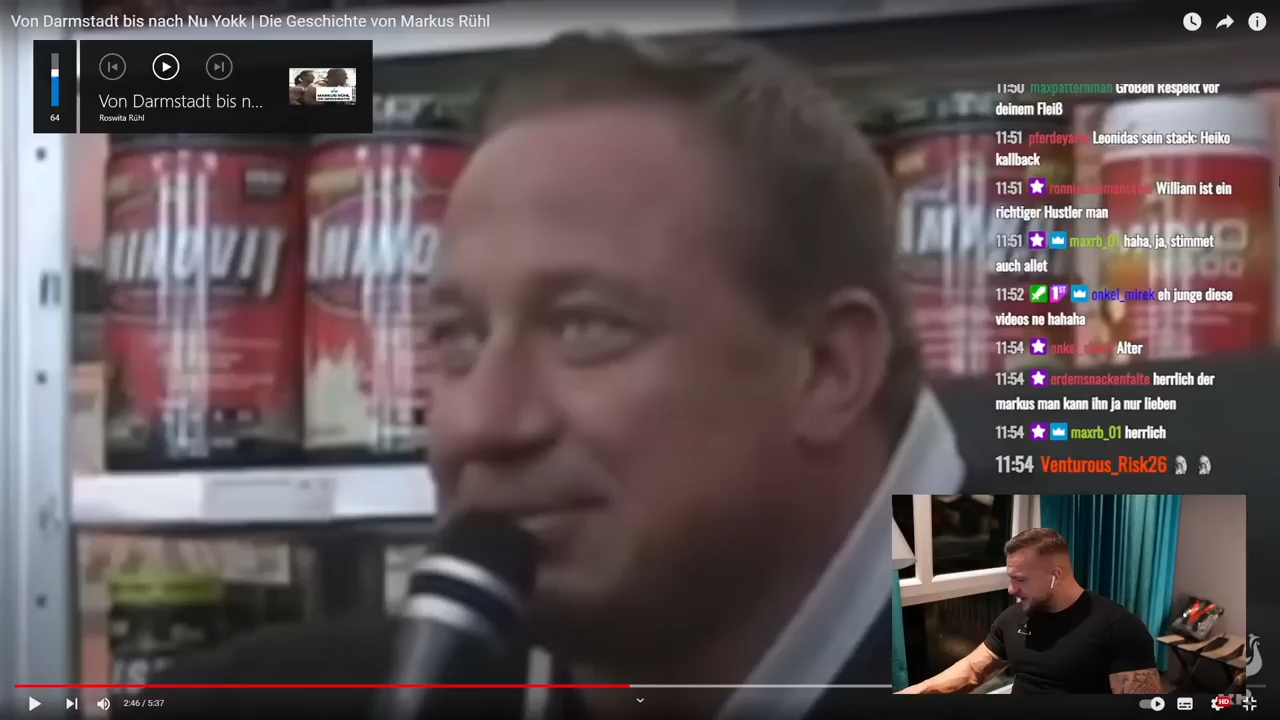 Von Darmstadt bis nach Nu Yokk | Die Geschichte von Markus Rühl
Von Darmstadt bis n...
64
Roswita Rühl
11:50 maxpatternman Großen Respekt vor
deinem Fleiß
11:51 Leonidas sein stack: Heiko
kallback
11:51 William ist ein
richtiger Hustler man
11:51 maxrb_01 haha, ja, stimmet
auch allet
11:52 onkel_mirek eh junge diese
videos ne hahaha
11:54 Alter
11:54 erdemsnackenfalte herrlich der
markus man kann ihn ja nur lieben
11:54 maxrb_01 herrlich
11:54 Venturous_Risk26
2:46 / 5:37
HD